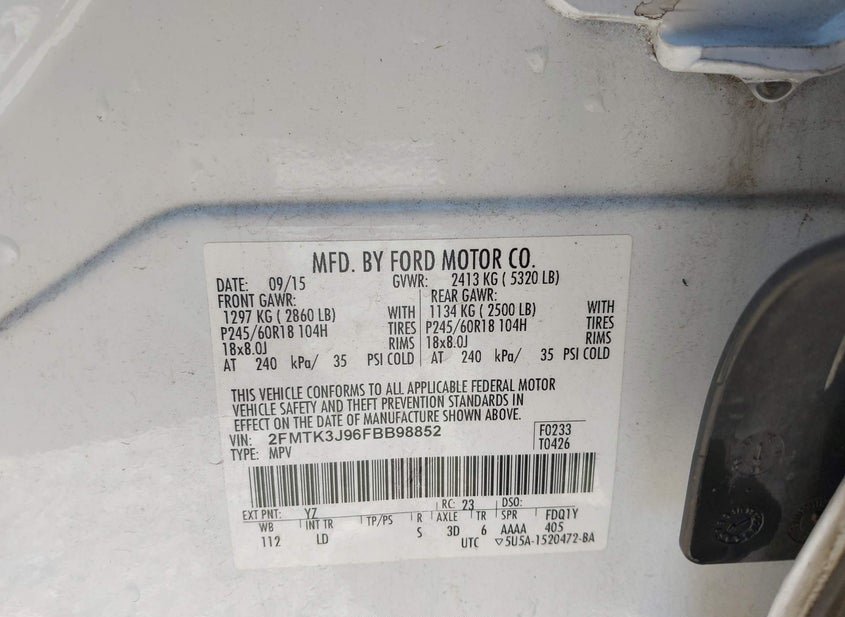 MFD. BY FORD MOTOR CO.
DATE: 09/15 GVWR: 2413 KG ( 5320 LB)
FRONT GAWR: REAR GAWR:
1297 KG ( 2860 LB) WITH 1134 KG ( 2500 LB) WITH
P245/60R18 104H TIRES P245/60R18 104H TIRES
18x8.0J RIMS 18x8.0J RIMS
AT 240 kPa/ 35 PSI COLD AT 240 kPa/ 35 PSI COLD
THIS VEHICLE CONFORMS TO ALL APPLICABLE FEDERAL MOTOR
VEHICLE SAFETY AND THEFT PREVENTION STANDARDS IN
EFFECT ON THE DATE OF MANUFACTURE SHOWN ABOVE.
VIN: 2FMTK3J96FBB98852 F0233
TYPE: MPV T0426
EXT PNT: YZ RC: 23 DSO: FDQ1Y
WB INT TR TP/PS R AXLE TR SPR 405
112 LD S 3D 6 AAAA
UTC ▽5U5A-1520472-BA